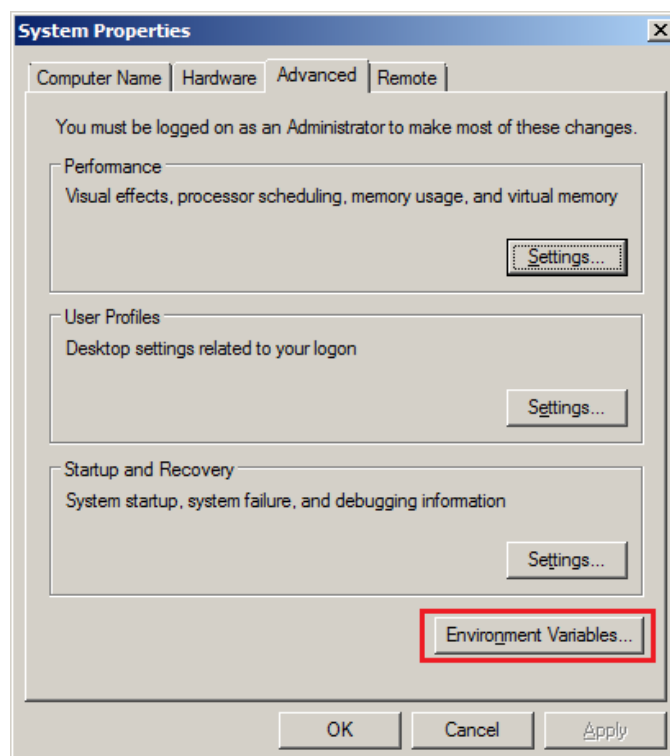 System Properties
Computer Name Hardware Advanced Remote
You must be logged on as an Administrator to make most of these changes.
Performance
Visual effects, processor scheduling, memory usage, and virtual memory
Settings...
User Profiles
Desktop settings related to your logon
Settings...
Startup and Recovery
System startup, system failure, and debugging information
Settings...
Environment Variables...
OK Cancel Apply